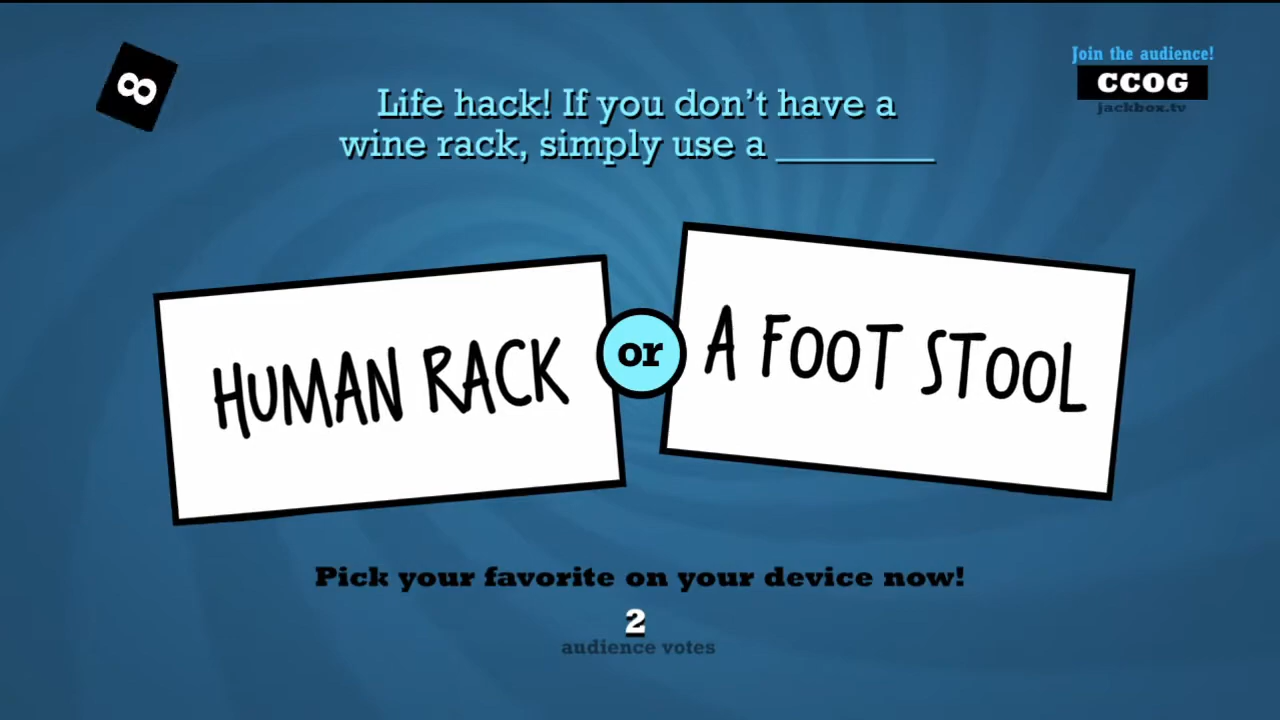 Join the audience!
8
CCOG
jackbox.tv
Life hack! If you don't have a
wine rack, simply use a ________
HUMAN RACK
or
A FOOT STOOL
Pick your favorite on your device now!
2
audience votes